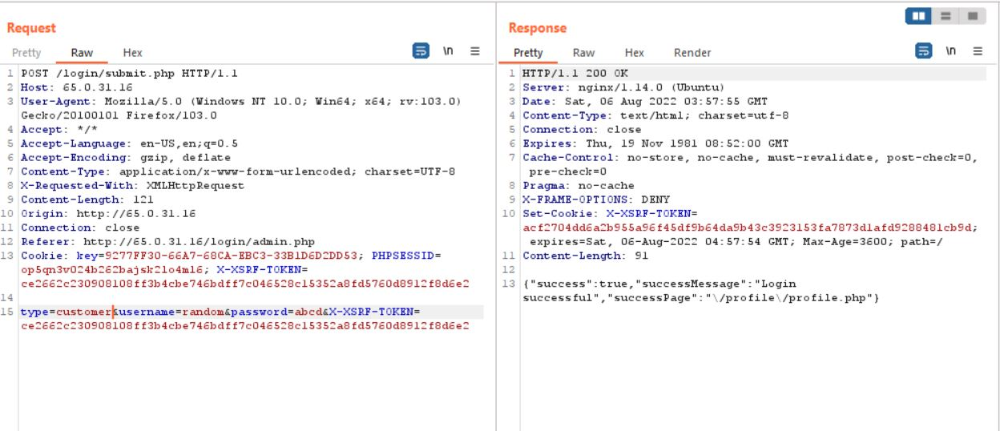 Request
Pretty Raw Hex \n
1 POST /login/submit.php HTTP/1.1
2 Host: 65.0.31.16
3 User-Agent: Mozilla/5.0 (Windows NT 10.0; Win64; x64; rv:103.0)
Gecko/20100101 Firefox/103.0
4 Accept: */*
5 Accept-Language: en-US,en;q=0.5
6 Accept-Encoding: gzip, deflate
7 Content-Type: application/x-www-form-urlencoded; charset=UTF-8
8 X-Requested-With: XMLHttpRequest
9 Content-Length: 121
10 Origin: http://65.0.31.16
11 Connection: close
12 Referer: http://65.0.31.16/login/admin.php
13 Cookie: key=9277FF30-66A7-68CA-EBC3-33B1D6D2DD53; PHPSESSID=
op5qn3v024b262bajsk2lo4ml6; X-XSRF-TOKEN=
ce2662c230908108ff3b4cbe746bdff7c046528c15352a8fd5760d8912f8d6e2
14
15 type=customer&username=random&password=abcd&X-XSRF-TOKEN=
ce2662c230908108ff3b4cbe746bdff7c046528c15352a8fd5760d8912f8d6e2
Response
Pretty Raw Hex Render \n
1 HTTP/1.1 200 OK
2 Server: nginx/1.14.0 (Ubuntu)
3 Date: Sat, 06 Aug 2022 03:57:55 GMT
4 Content-Type: text/html; charset=utf-8
5 Connection: close
6 Expires: Thu, 19 Nov 1981 08:52:00 GMT
7 Cache-Control: no-store, no-cache, must-revalidate, post-check=0,
pre-check=0
8 Pragma: no-cache
9 X-FRAME-OPTIONS: DENY
10 Set-Cookie: X-XSRF-TOKEN=
acf2704dd6a2b955a96f45df9b64da9b43c3923153fa7873d1afd9288481cb9d;
expires=Sat, 06-Aug-2022 04:57:54 GMT; Max-Age=3600; path=/
11 Content-Length: 91
12
13 {"success":true,"successMessage":"Login
successful","successPage":"\/profile\/profile.php"}